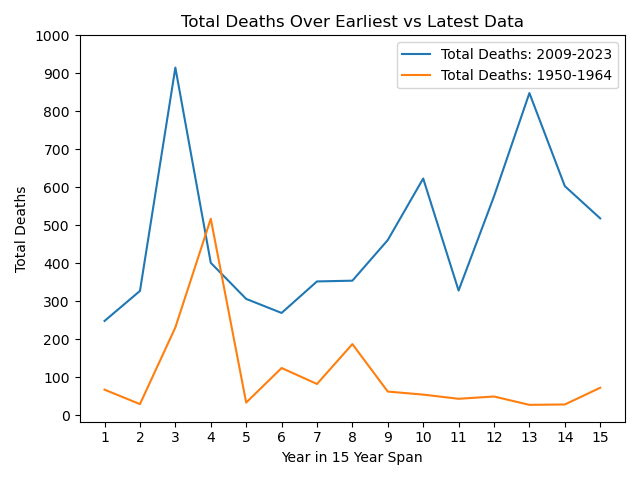 Total Deaths Over Earliest vs Latest Data
Total Deaths: 2009-2023
Total Deaths: 1950-1964
Total Deaths
1000
900
800
700
600
500
400
300
200
100
0
1 2 3 4 5 6 7 8 9 10 11 12 13 14 15
Year in 15 Year Span